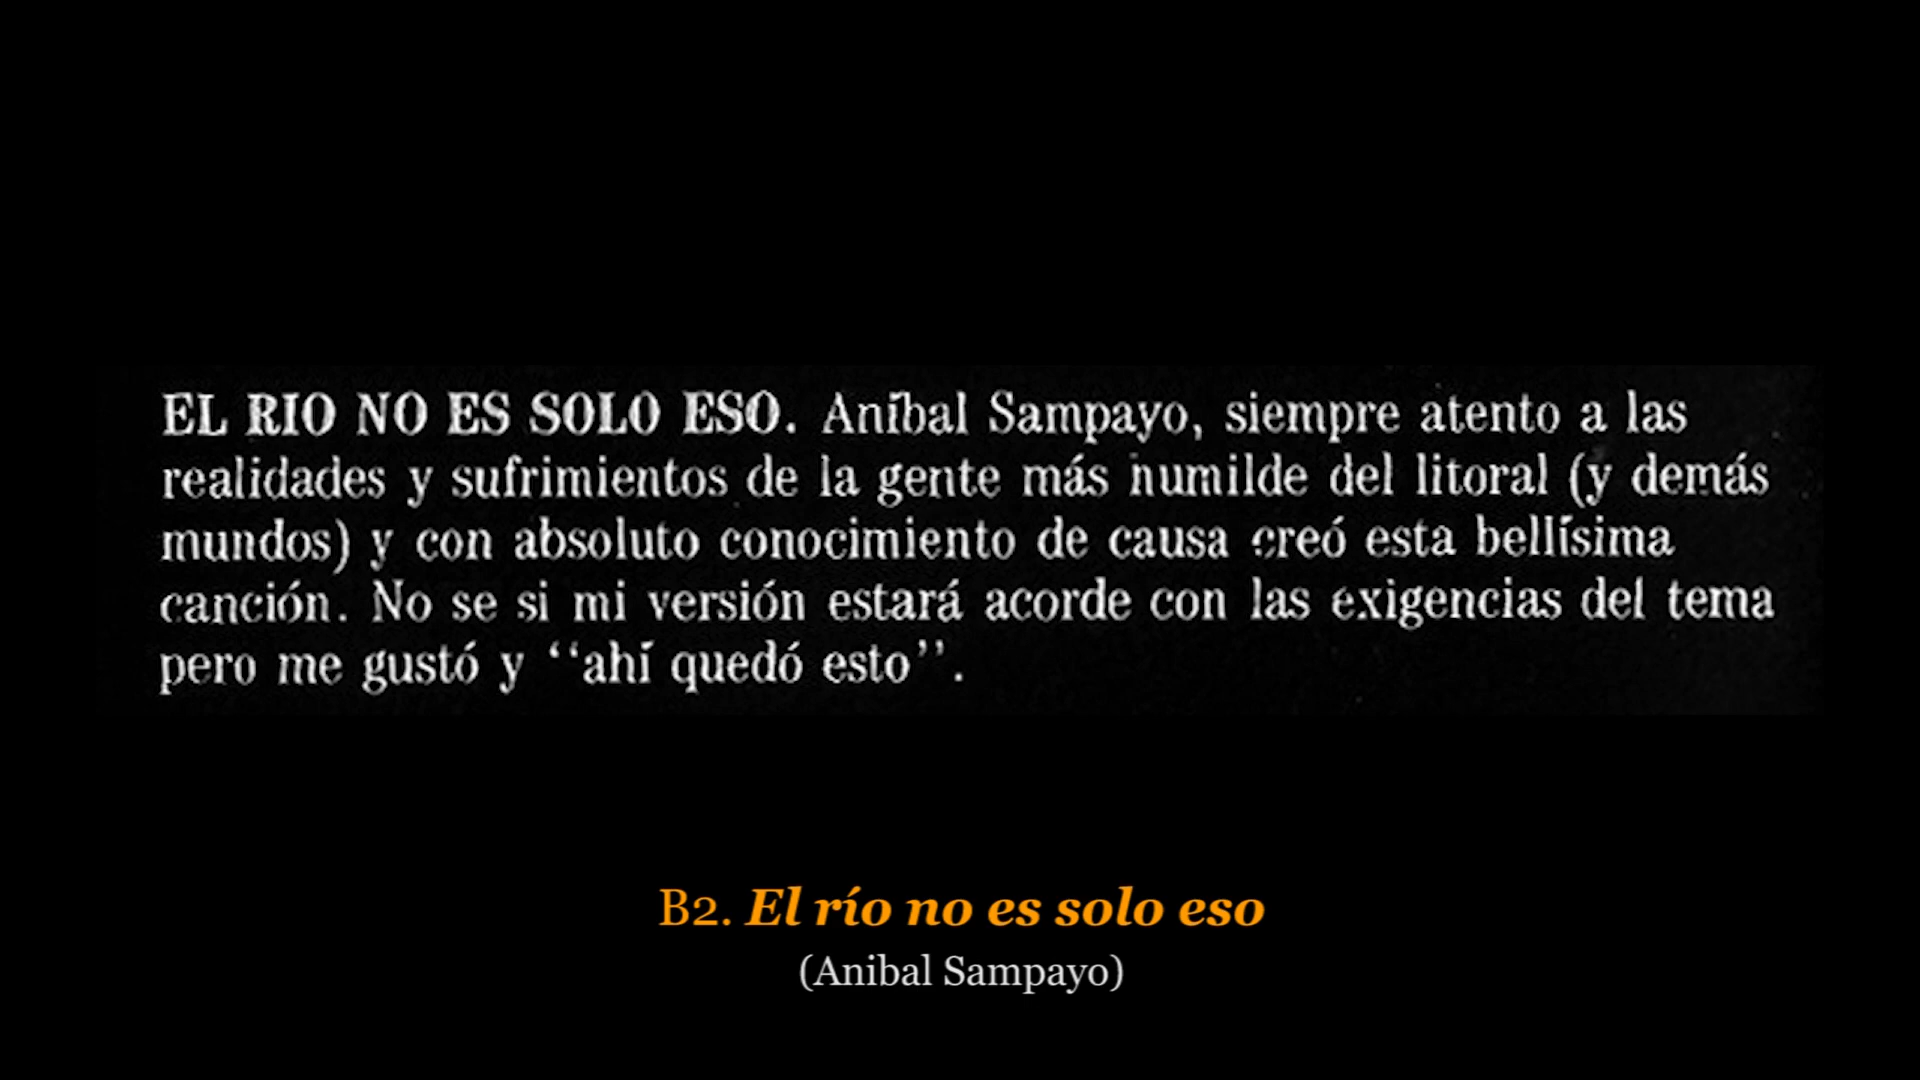 EL RIO NO ES SOLO ESO. Aníbal Sampayo, siempre atento a las
realidades y sufrimientos de la gente más humilde del litoral (y demás
mundos) y con absoluto conocimiento de causa creó esta bellísima
canción. No se si mi versión estará acorde con las exigencias del tema
pero me gustó y ‘‘ahí quedó esto’’.
B2. El río no es solo eso
(Anibal Sampayo)